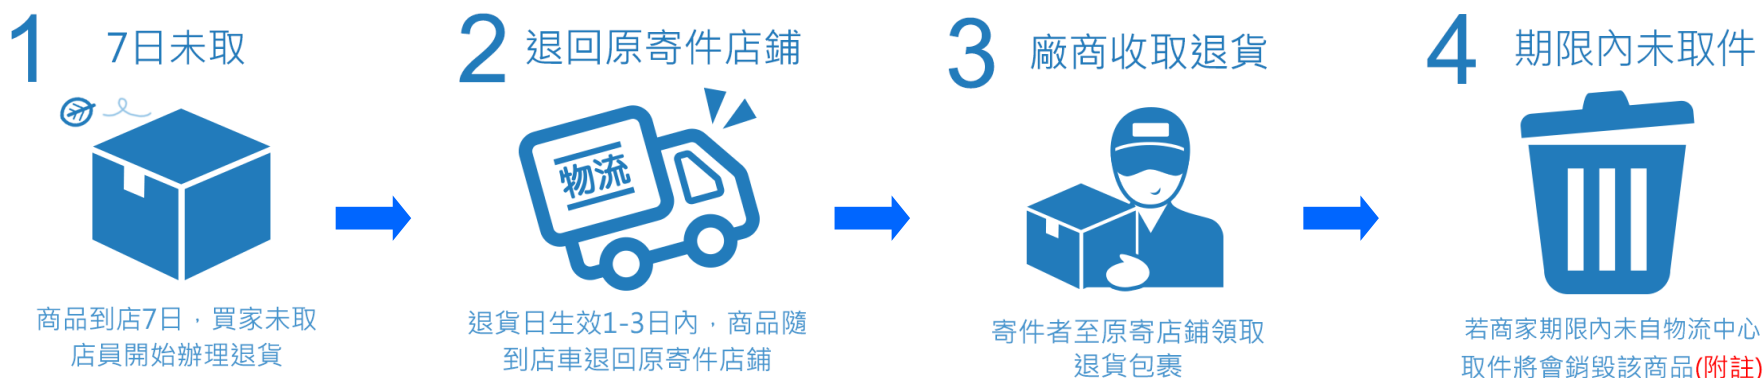 1 7日未取
商品到店7日，買家未取
店員開始辦理退貨
2 退回原寄件店鋪
物流
退貨日生效1-3日內，商品隨
到店車退回原寄件店鋪
3 廠商收取退貨
寄件者至原寄店鋪領取
退貨包裹
4 期限內未取件
若商家期限內未自物流中心
取件將會銷毀該商品(附註)